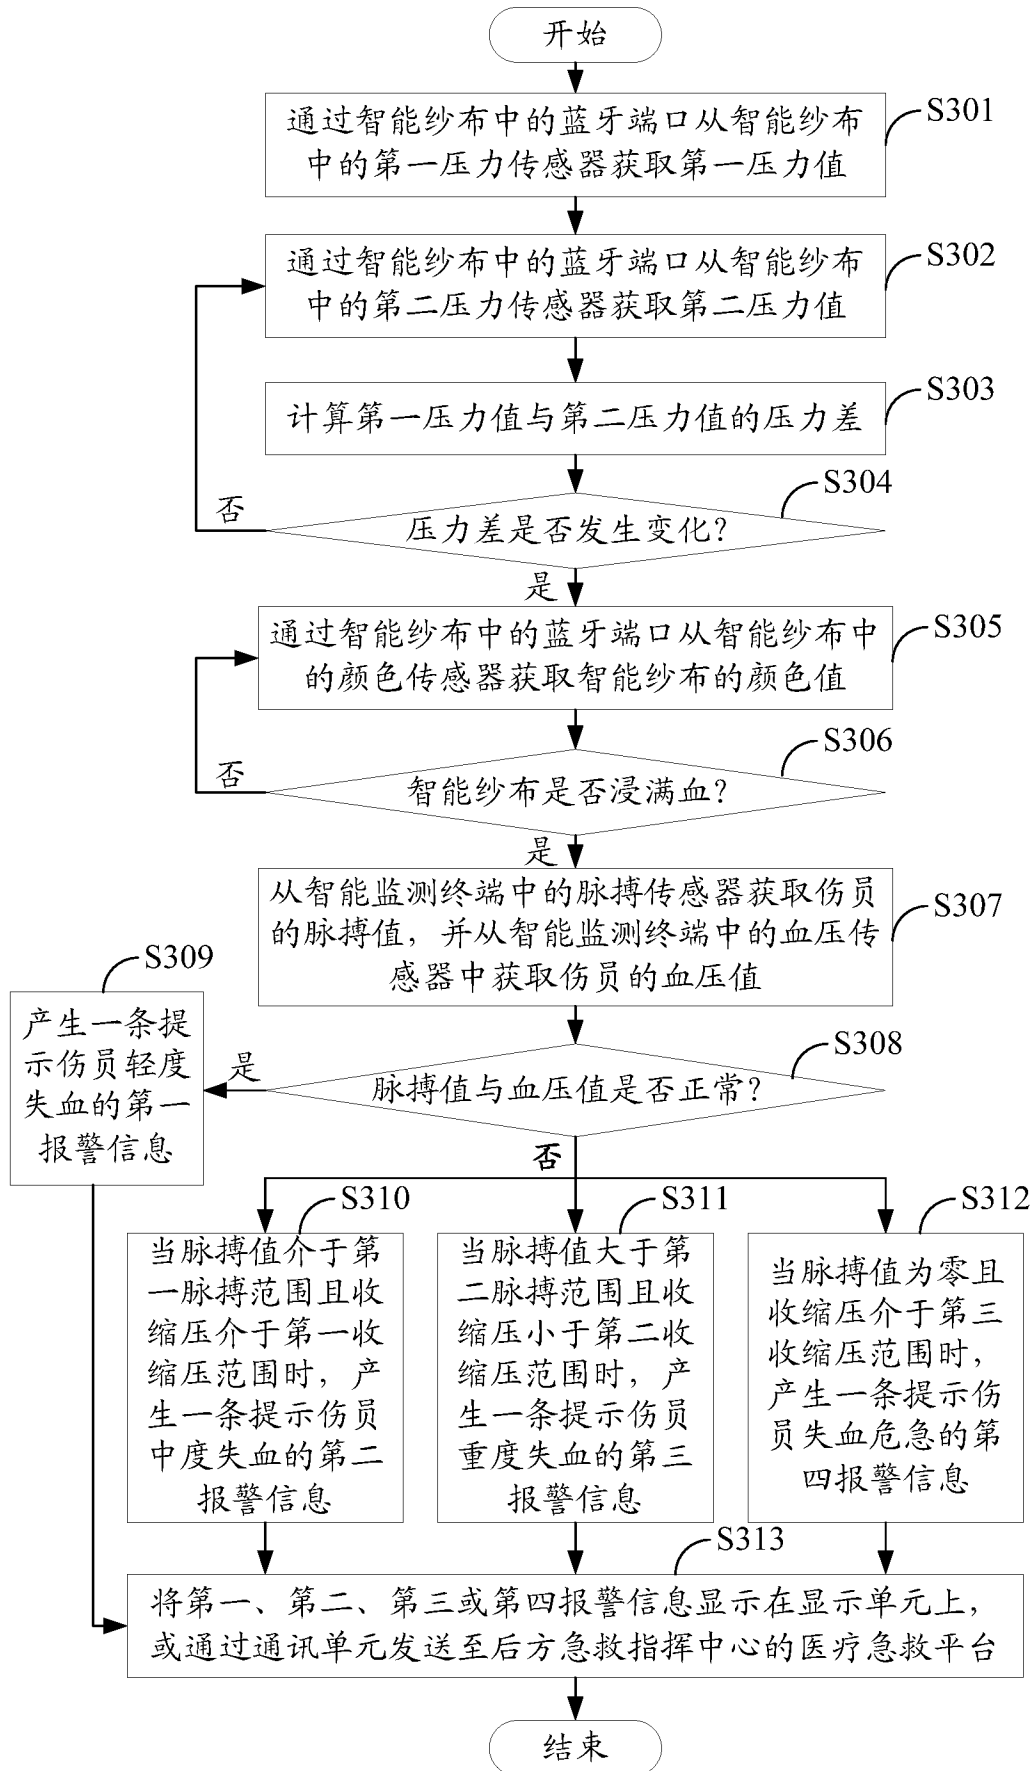 开始
通过智能纱布中的蓝牙端口从智能纱布
中的第一压力传感器获取第一压力值
S301
通过智能纱布中的蓝牙端口从智能纱布
中的第二压力传感器获取第二压力值
S302
计算第一压力值与第二压力值的压力差
S303
压力差是否发生变化？
S304
否
是
通过智能纱布中的蓝牙端口从智能纱布中
的颜色传感器获取智能纱布的颜色值
S305
智能纱布是否浸满血？
S306
否
是
从智能监测终端中的脉搏传感器获取伤员
的脉搏值，并从智能监测终端中的血压传
感器中获取伤员的血压值
S307
脉搏值与血压值是否正常？
S308
是
否
S309
产生一条提
示伤员轻度
失血的第一
报警信息
S310
当脉搏值介于第
一脉搏范围且收
缩压介于第一收
缩压范围时，产
生一条提示伤员
中度失血的第二
报警信息
S311
当脉搏值大于第
二脉搏范围且收
缩压小于第二收
缩压范围时，产
生一条提示伤员
重度失血的第三
报警信息
S312
当脉搏值为零且
收缩压介于第三
收缩压范围时，
产生一条提示伤
员失血危急的第
四报警信息
S313
将第一、第二、第三或第四报警信息显示在显示单元上，
或通过通讯单元发送至后方急救指挥中心的医疗急救平台
结束